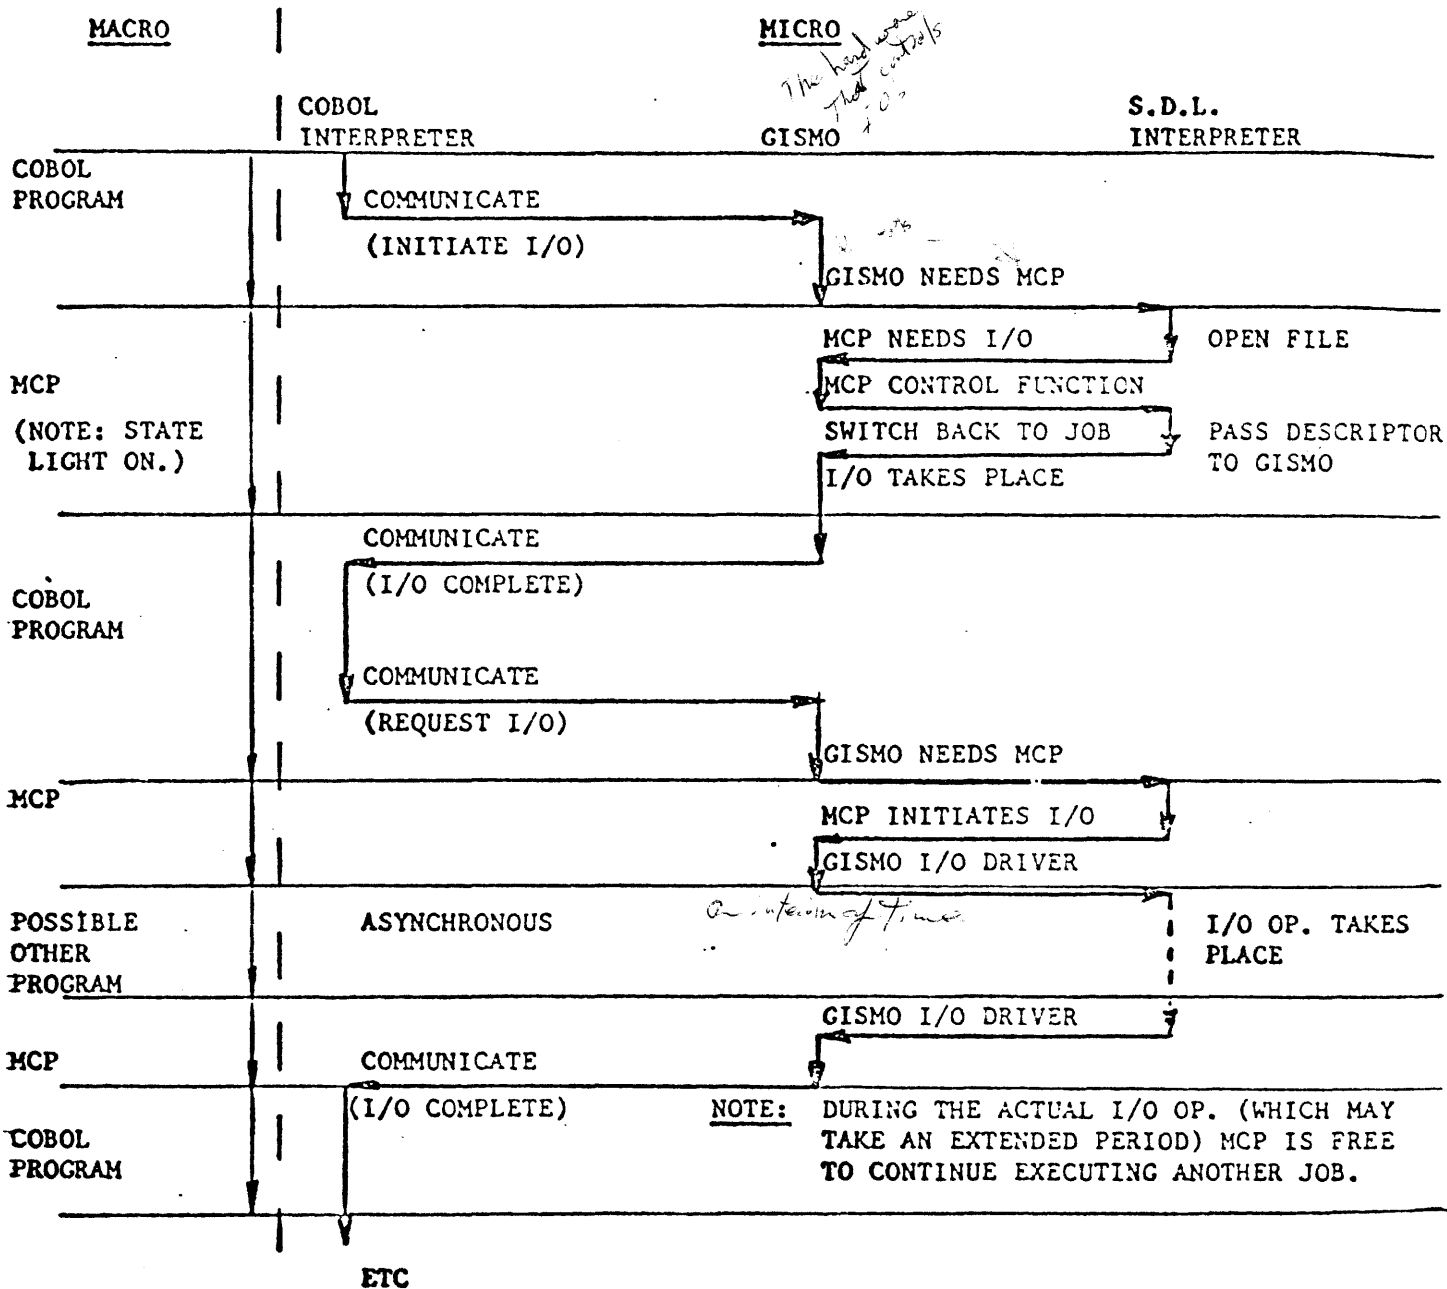 MACRO
MICRO
The hardware
That controls
COBOL
INTERPRETER
GISMO
S.D.L.
INTERPRETER
COBOL
PROGRAM
COMMUNICATE
(INITIATE I/O)
GISMO NEEDS MCP
MCP NEEDS I/O
OPEN FILE
MCP
MCP CONTROL FUNCTION
(NOTE: STATE
LIGHT ON.)
SWITCH BACK TO JOB
PASS DESCRIPTOR
TO GISMO
I/O TAKES PLACE
COMMUNICATE
(I/O COMPLETE)
COBOL
PROGRAM
COMMUNICATE
(REQUEST I/O)
GISMO NEEDS MCP
MCP
MCP INITIATES I/O
GISMO I/O DRIVER
POSSIBLE
OTHER
PROGRAM
ASYNCHRONOUS
of Time
I/O OP. TAKES
PLACE
GISMO I/O DRIVER
MCP
COMMUNICATE
(I/O COMPLETE)
COBOL
PROGRAM
NOTE: DURING THE ACTUAL I/O OP. (WHICH MAY
TAKE AN EXTENDED PERIOD) MCP IS FREE
TO CONTINUE EXECUTING ANOTHER JOB.
ETC